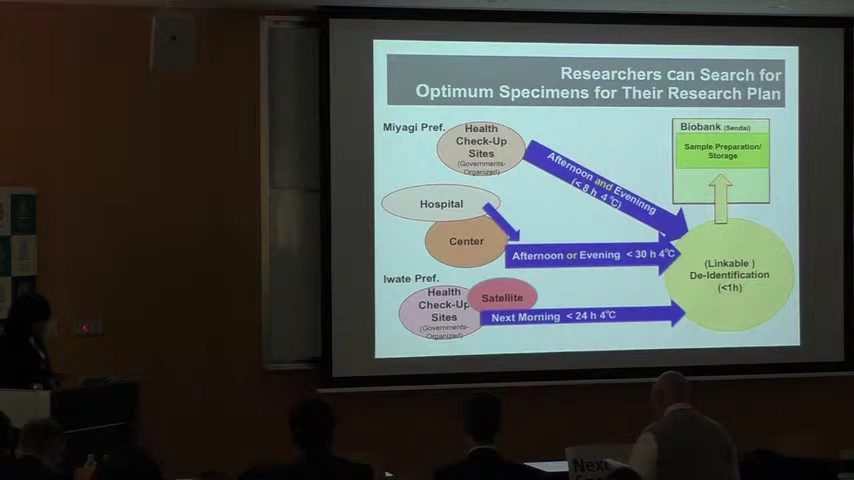 Researchers can Search for
Optimum Specimens for Their Research Plan
Miyagi Pref.
Health
Check-Up
Sites
(Governments-
Organized)
Afternoon and Eveninng
(< 8 h 4℃)
Biobank (Sendai)
Sample Preparation/
Storage
Hospital
Center
Afternoon or Evening < 30 h 4℃
(Linkable )
De-Identification
(<1h)
Iwate Pref.
Health
Check-Up
Sites
(Governments-
Organized)
Satellite
Next Morning < 24 h 4℃
Next